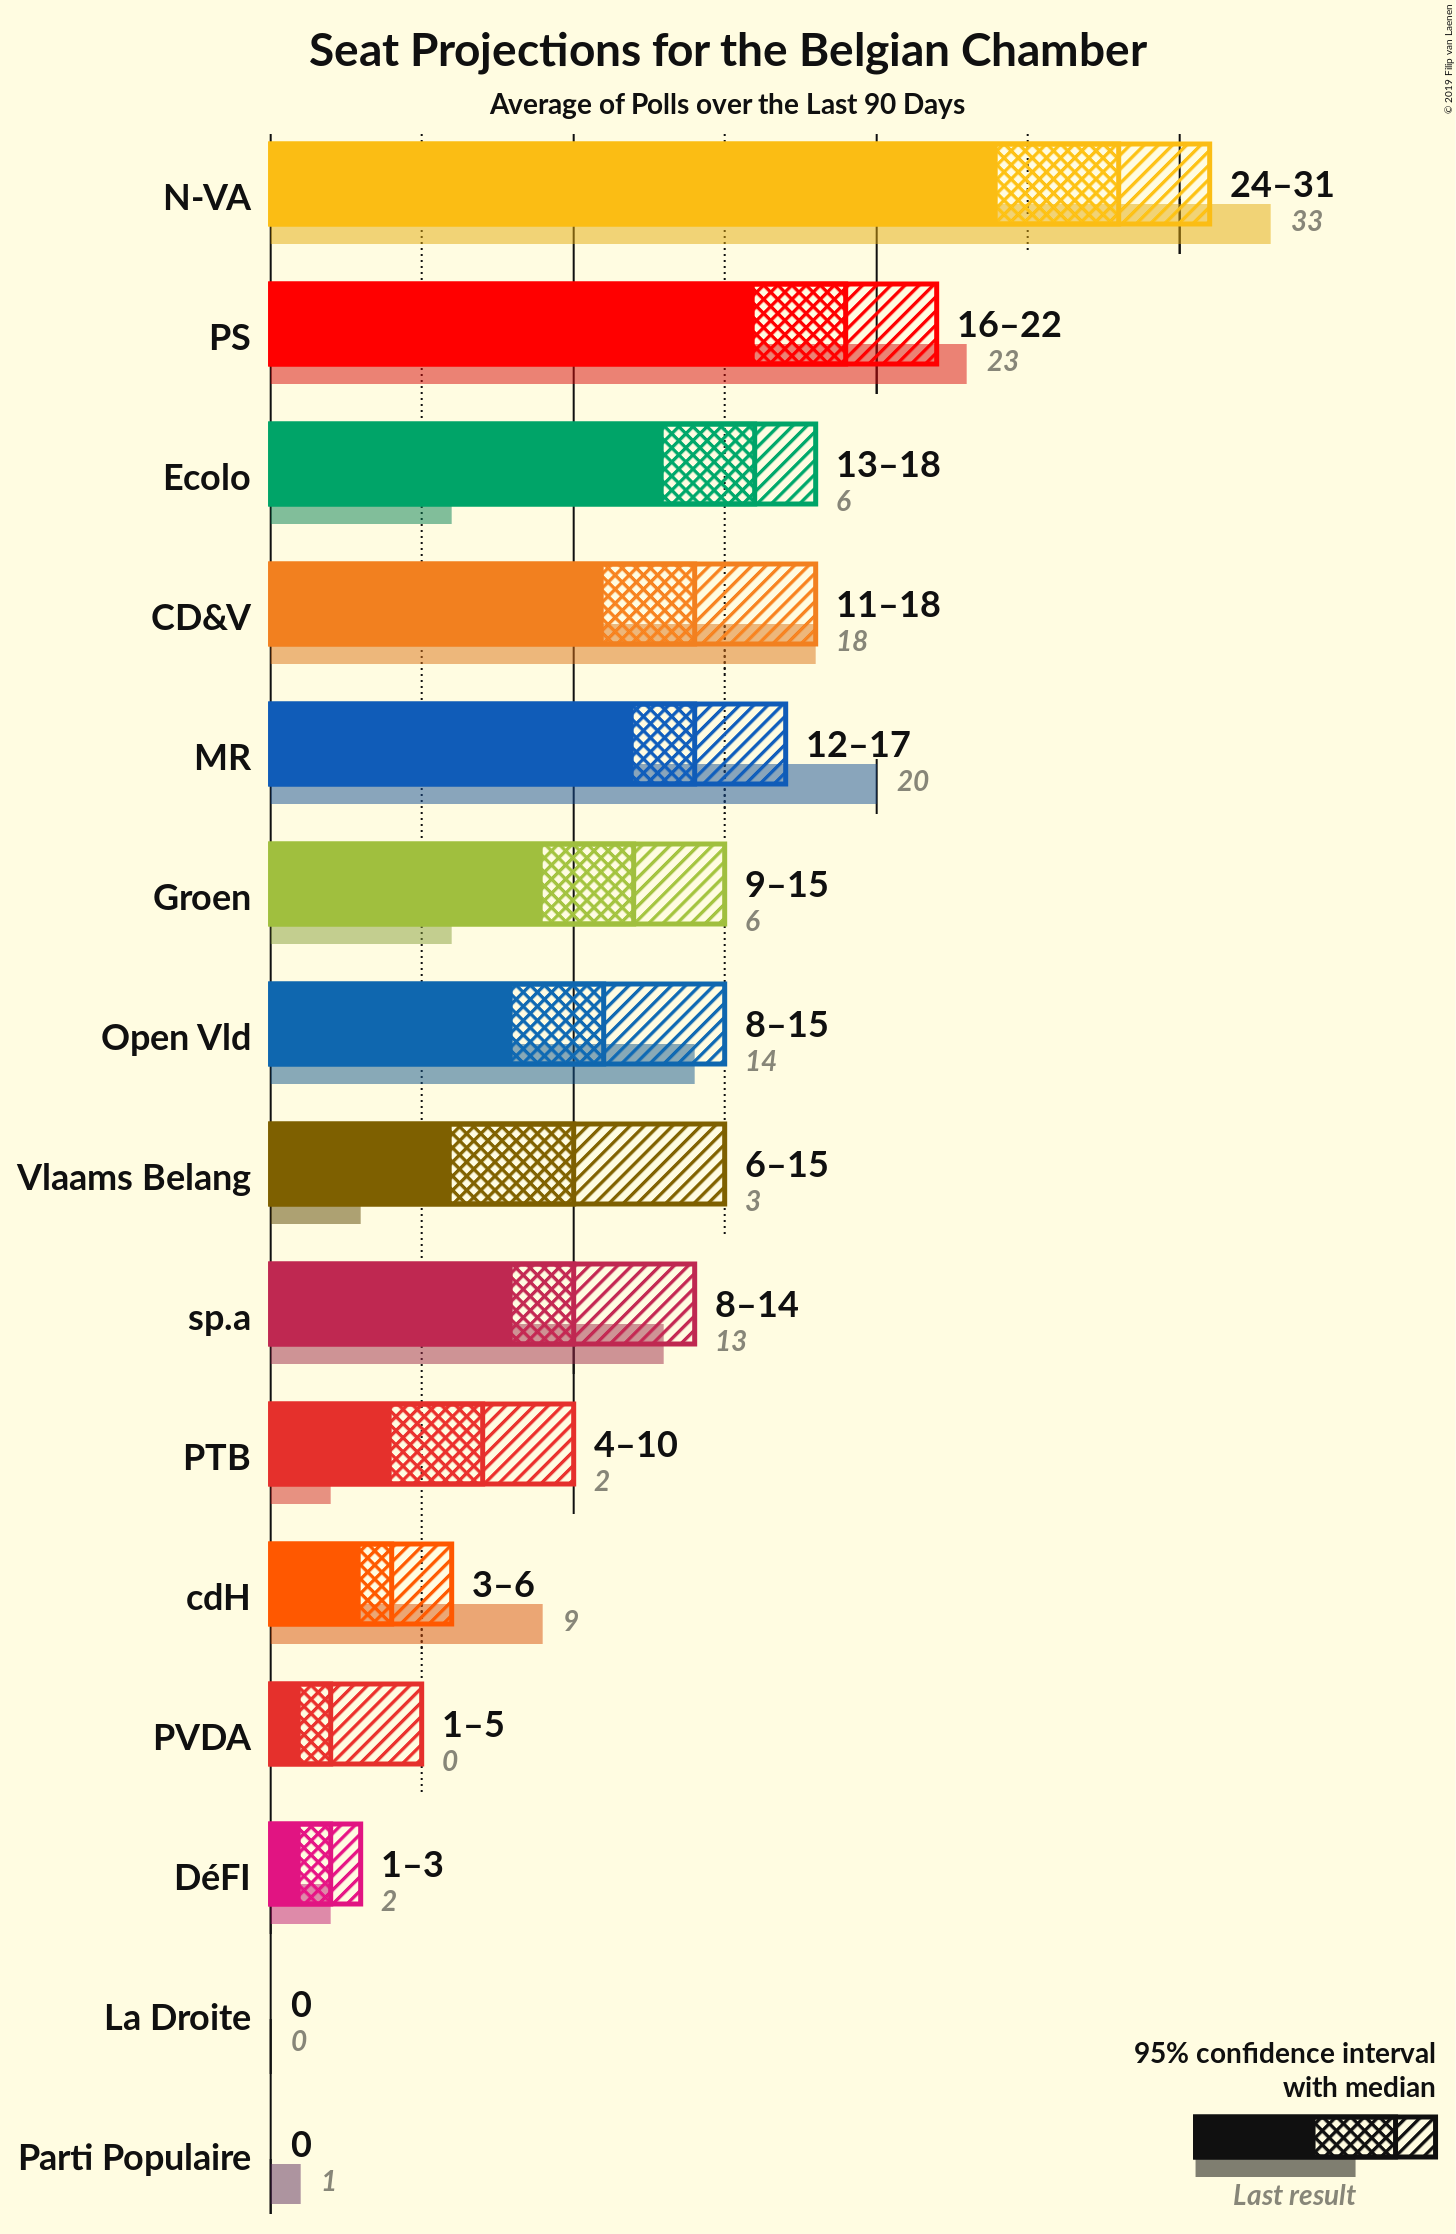 Seat Projections for the Belgian Chamber
Average of Polls over the Last 90 Days
© 2019 Filip van Laenen
N-VA
24–31
33
PS
16–22
23
Ecolo
13–18
6
CD&V
11–18
18
MR
12–17
20
Groen
9–15
6
Open Vld
8–15
14
Vlaams Belang
6–15
3
sp.a
8–14
13
PTB
4–10
2
cdH
3–6
9
PVDA
1–5
0
DéFI
1–3
2
La Droite
0
0
Parti Populaire
0
1
95% confidence interval
with median
Last result